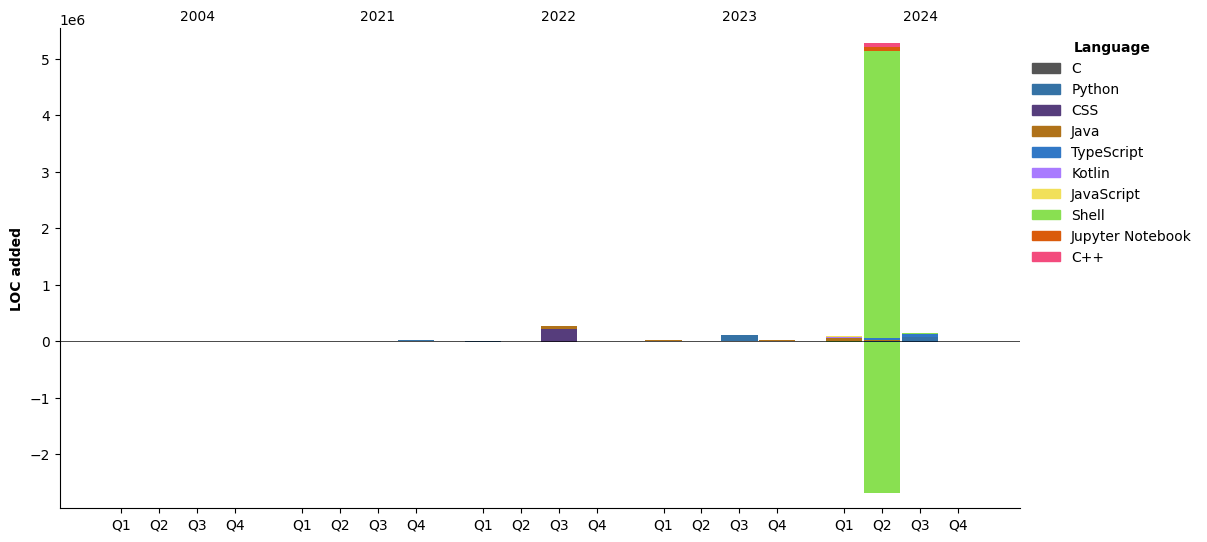 1e6
2004 2021 2022 2023 2024
LOC added
5
4
3
2
1
0
−1
−2
Q1 Q2 Q3 Q4 Q1 Q2 Q3 Q4 Q1 Q2 Q3 Q4 Q1 Q2 Q3 Q4 Q1 Q2 Q3 Q4
Language
C
Python
CSS
Java
TypeScript
Kotlin
JavaScript
Shell
Jupyter Notebook
C++